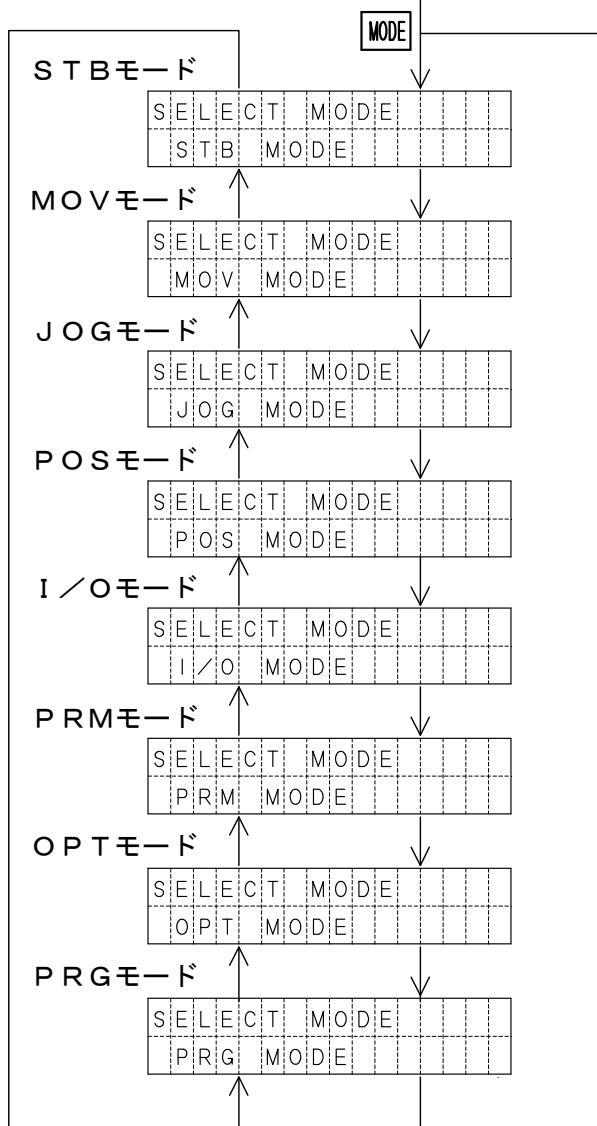 MODE
ＳＴＢモード
SELECT MODE
STB MODE
ＭＯＶモード
SELECT MODE
MOV MODE
ＪＯＧモード
SELECT MODE
JOG MODE
ＰＯＳモード
SELECT MODE
POS MODE
Ｉ／Ｏモード
SELECT MODE
I/O MODE
ＰＲＭモード
SELECT MODE
PRM MODE
ＯＰＴモード
SELECT MODE
OPT MODE
ＰＲＧモード
SELECT MODE
PRG MODE